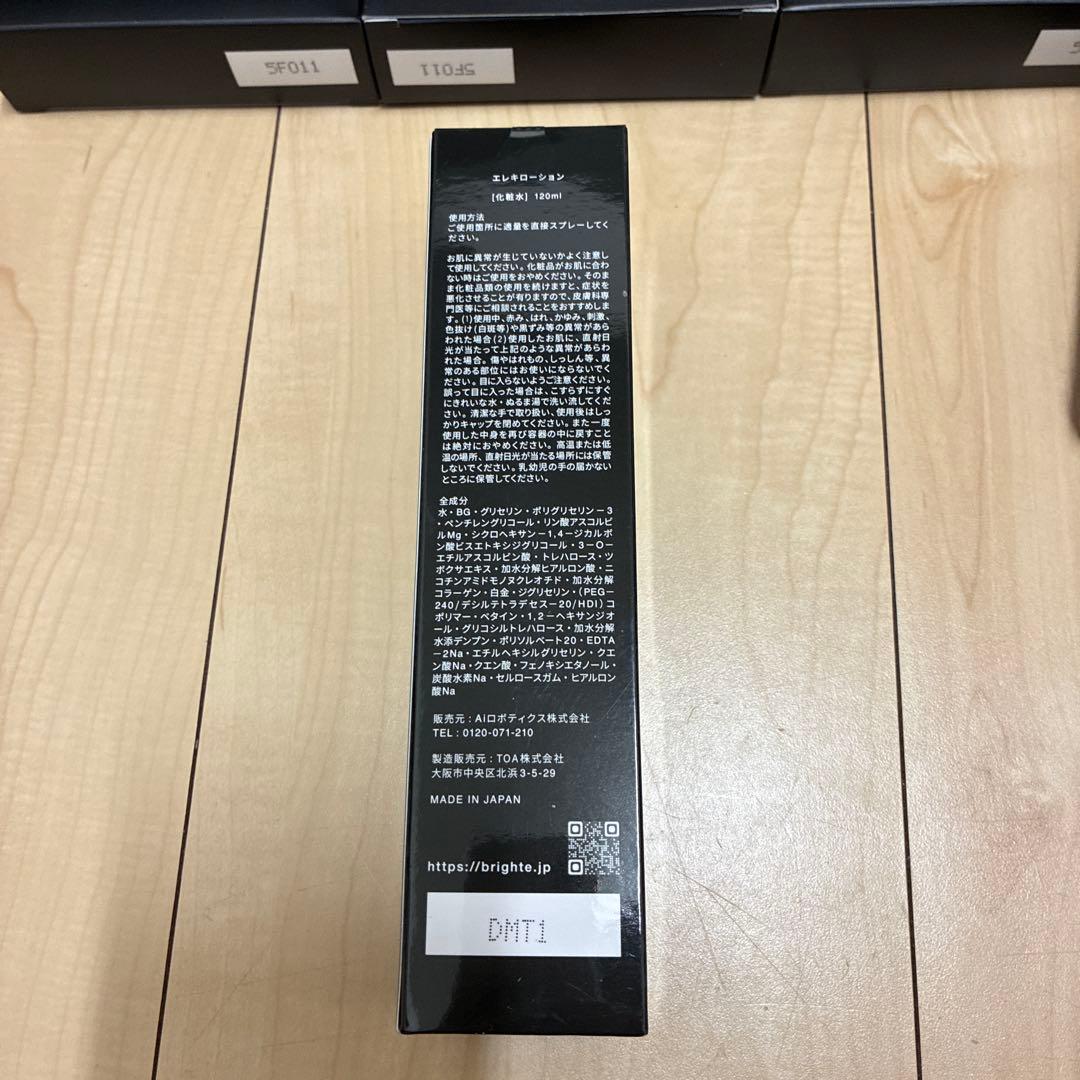 5F011
5F011
5
エレキローション
[化粧水] 120ml
使用方法
ご使用箇所に適量を直接スプレーしてく
ださい。
お肌に異常が生じていないかよく注意し
て使用してください。化粧品がお肌に合わ
ない時はご使用をおやめください。そのま
ま化粧品類の使用を続けますと、症状を
悪化させることが有りますので、皮膚科専
門医等にご相談されることをおすすめしま
す。(1)使用中、赤み、はれ、かゆみ、刺激、
色抜け(白斑等)や黒ずみ等の異常があら
われた場合(2)使用したお肌に、直射日
光が当たって上記のような異常があらわ
れた場合。傷やはれもの、しっしん等、異
常のある部位にはお使いにならないでく
ださい。目に入らないようご注意ください。
誤って目に入った場合は、こすらずにすぐ
にきれいな水・ぬるま湯で洗い流してくだ
さい。清潔な手で取り扱い、使用後はしっ
かりキャップを閉めてください。また一度
使用した中身を再び容器の中に戻すこと
は絶対におやめください。高温または低
温の場所、直射日光が当たる場所には保管
しないでください。乳幼児の手の届かない
ところに保管してください。
全成分
水・BG・グリセリン・ポリグリセリン－3
・ペンチレングリコール・リン酸アスコルビ
ルMg・シクロヘキサン－1,4－ジカルボ
ン酸ビスエトキシジグリコール・3－O－
エチルアスコルビン酸・トレハロース・ツ
ボクサエキス・加水分解ヒアルロン酸・ニ
コチンアミドモノヌクレオチド・加水分解
コラーゲン・白金・ジグリセリン・(PEG－
240/デシルテトラデセス－20/HDI)コ
ポリマー・ベタイン・1,2－ヘキサンジオ
ール・グリコシルトレハロース・加水分解
水添デンプン・ポリソルベート20・EDTA
－2Na・エチルヘキシルグリセリン・クエ
ン酸Na・クエン酸・フェノキシエタノール・
炭酸水素Na・セルロースガム・ヒアルロン
酸Na
販売元：Aiロボティクス株式会社
TEL：0120-071-210
製造販売元：TOA株式会社
大阪市中央区北浜3-5-29
MADE IN JAPAN
https://brighte.jp
DMT1